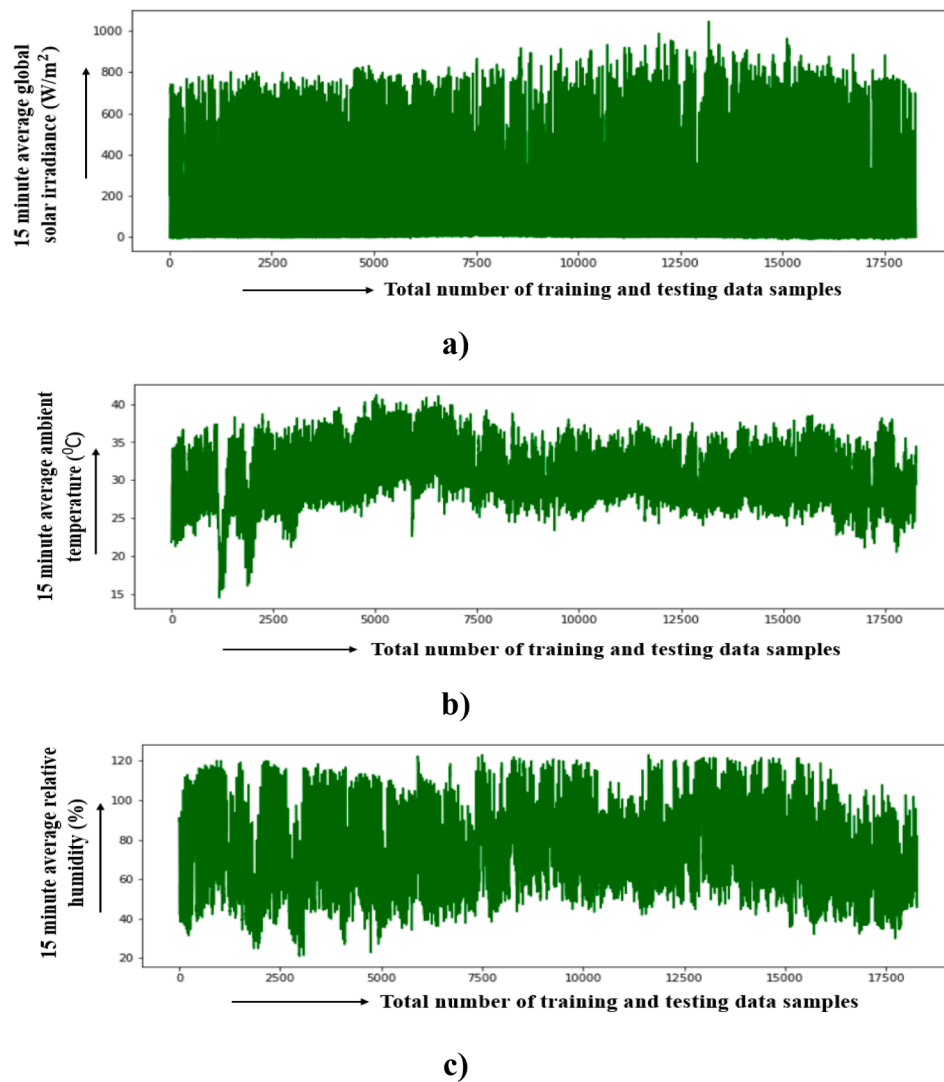 15 minute average global
solar irradiance (W/m²)
1000
800
600
400
200
0
0 2500 5000 7500 10000 12500 15000 17500
Total number of training and testing data samples
a)
15 minute average ambient
temperature (⁰C)
40
35
30
25
20
15
0 2500 5000 7500 10000 12500 15000 17500
Total number of training and testing data samples
b)
15 minute average relative
humidity (%)
120
100
80
60
40
20
0 2500 5000 7500 10000 12500 15000 17500
Total number of training and testing data samples
c)